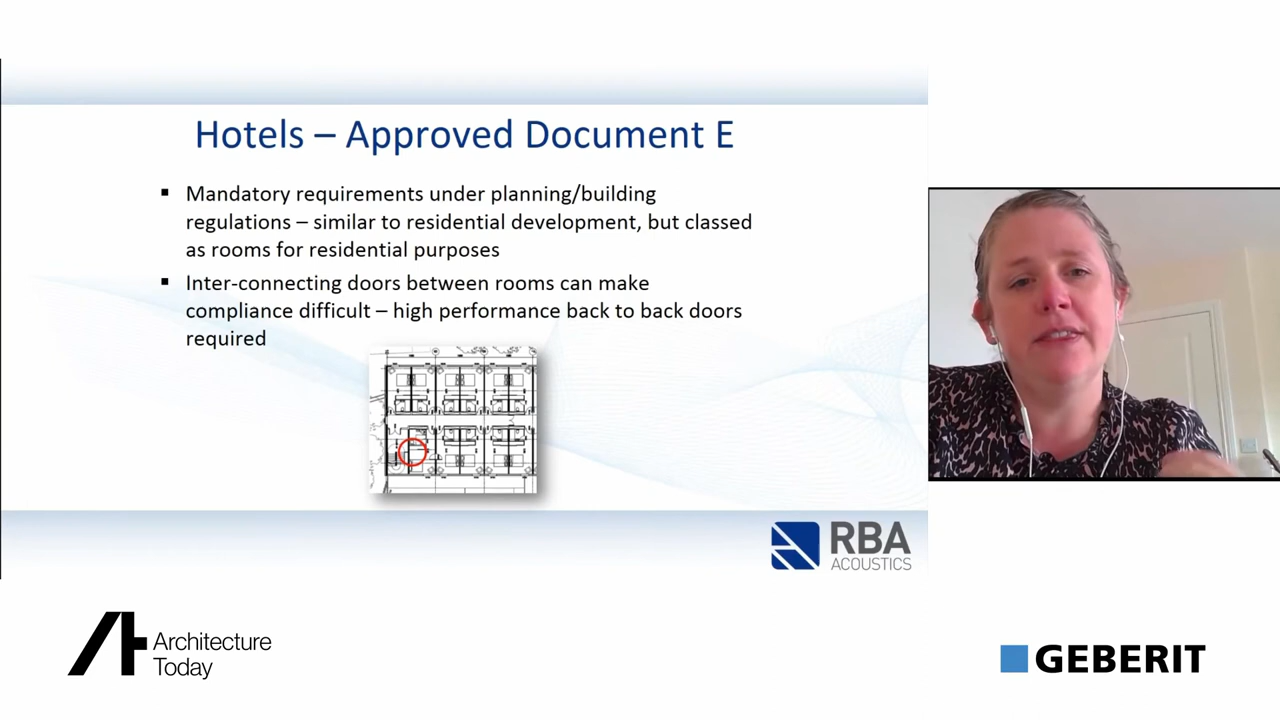 Hotels – Approved Document E
▪ Mandatory requirements under planning/building
regulations – similar to residential development, but classed
as rooms for residential purposes
▪ Inter-connecting doors between rooms can make
compliance difficult – high performance back to back doors
required
RBA
ACOUSTICS
Architecture
Today
GEBERIT